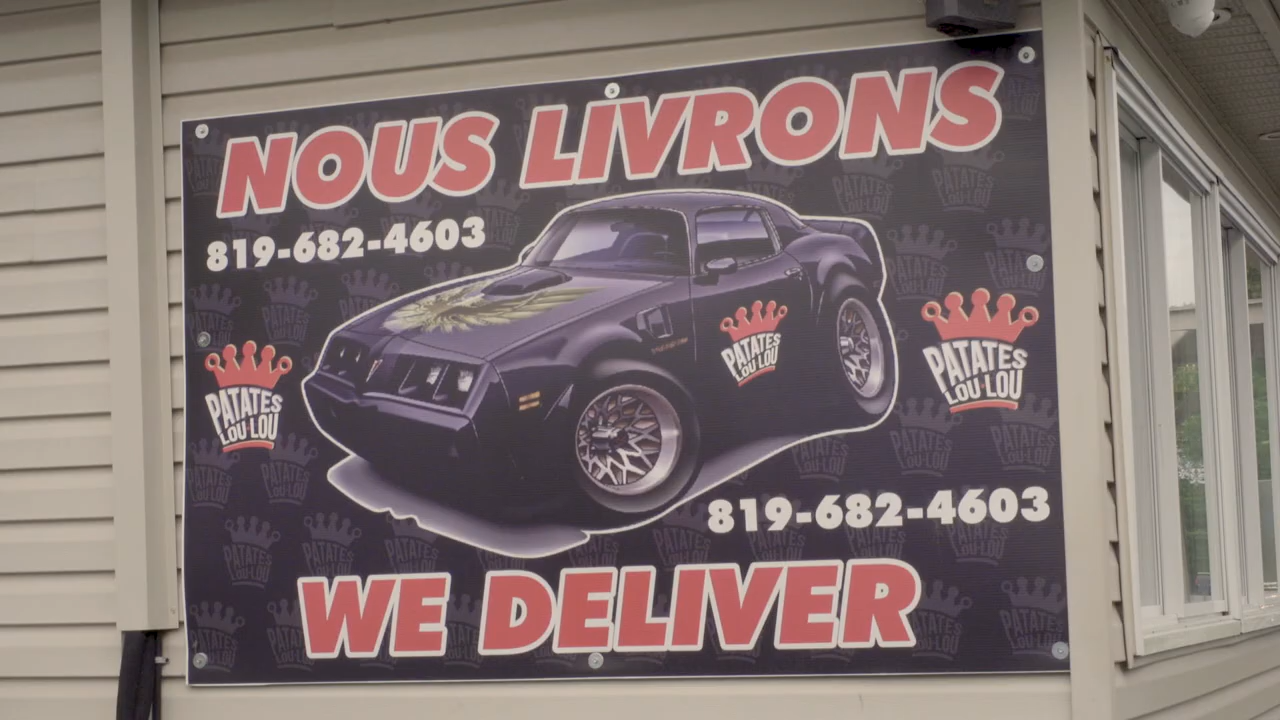 NOUS LIVRONS
819-682-4603
PATATES
LOU•LOU
PATATES
LOU•LOU
PATATES
LOU•LOU
819-682-4603
WE DELIVER